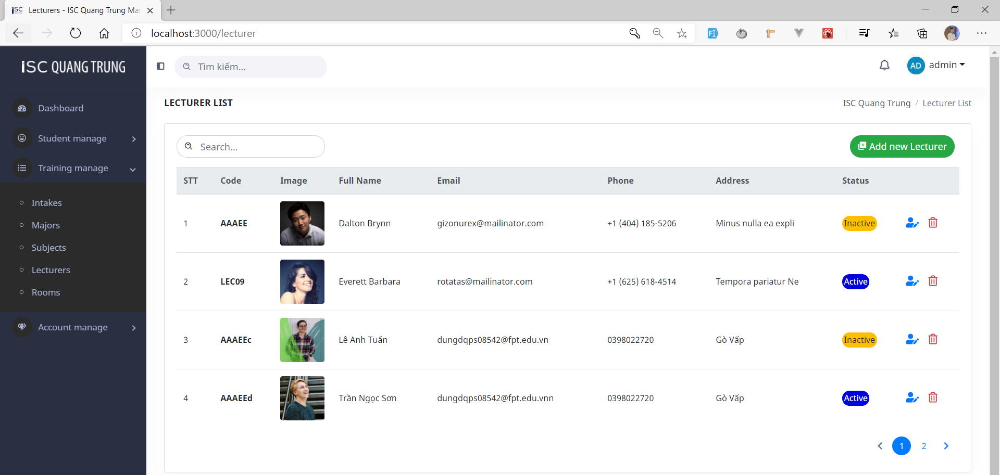 ISC Lecturers - ISC Quang Trung Mar
localhost:3000/lecturer
ISC QUANG TRUNG
Tìm kiếm...
AD admin
Dashboard
Student manage
Training manage
Intakes
Majors
Subjects
Lecturers
Rooms
Account manage
LECTURER LIST
ISC Quang Trung / Lecturer List
Search...
Add new Lecturer
STT Code Image Full Name Email Phone Address Status
1 AAAEE Dalton Brynn gizonurex@mailinator.com +1 (404) 185-5206 Minus nulla ea expli Inactive
2 LEC09 Everett Barbara rotatas@mailinator.com +1 (625) 618-4514 Tempora pariatur Ne Active
3 AAAEEc Lê Anh Tuấn dungdqps08542@fpt.edu.vn 0398022720 Gò Vấp Inactive
4 AAAEEd Trần Ngọc Sơn dungdqps08542@fpt.edu.vnn 0398022720 Gò Vấp Active
1 2